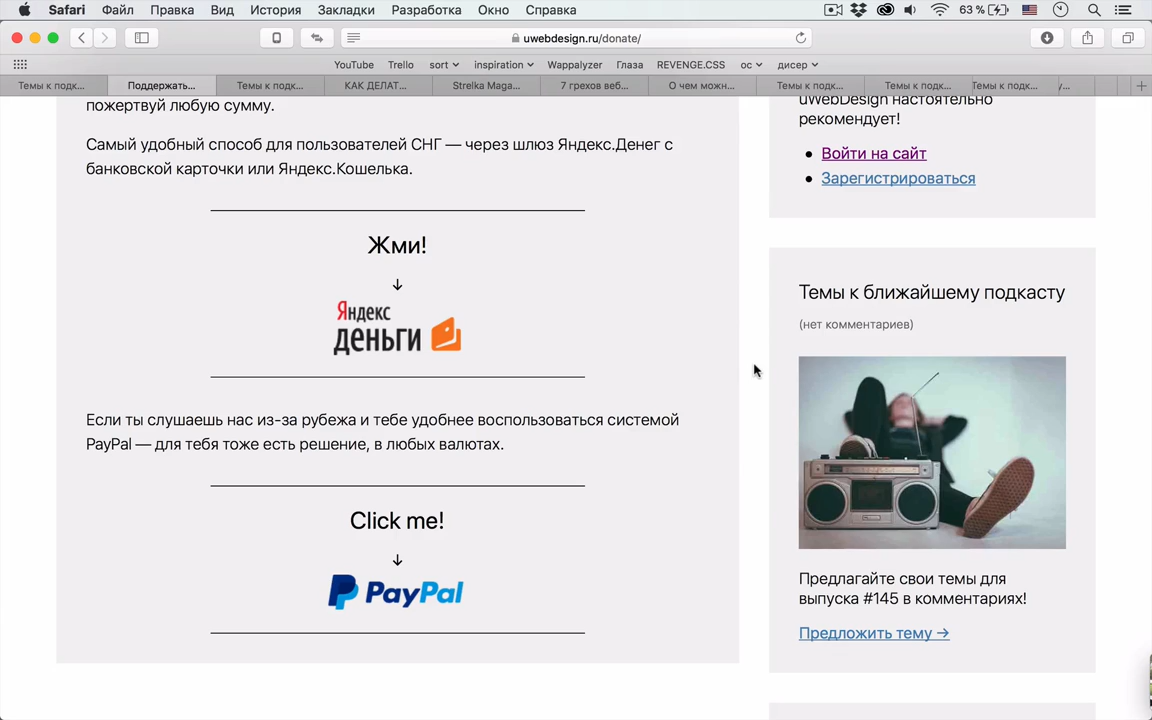 Safari Файл Правка Вид История Закладки Разработка Окно Справка 63 %
uwebdesign.ru/donate/
YouTube Trello sort inspiration Wappalyzer Глаза REVENGE.CSS ос дисер
Темы к подк... Поддержать... Темы к подк... КАК ДЕЛАТ... Strelka Maga... 7 грехов веб... О чем можн... Темы к подк... Темы к подк... Темы к подк... у...
пожертвуй любую сумму.
Самый удобный способ для пользователей СНГ — через шлюз Яндекс.Денег с
банковской карточки или Яндекс.Кошелька.
Жми!
↓
Яндекс
деньги
Если ты слушаешь нас из-за рубежа и тебе удобнее воспользоваться системой
PayPal — для тебя тоже есть решение, в любых валютах.
Click me!
↓
PayPal
uWebDesign настоятельно
рекомендует!
Войти на сайт
Зарегистрироваться
Темы к ближайшему подкасту
(нет комментариев)
Предлагайте свои темы для
выпуска #145 в комментариях!
Предложить тему →